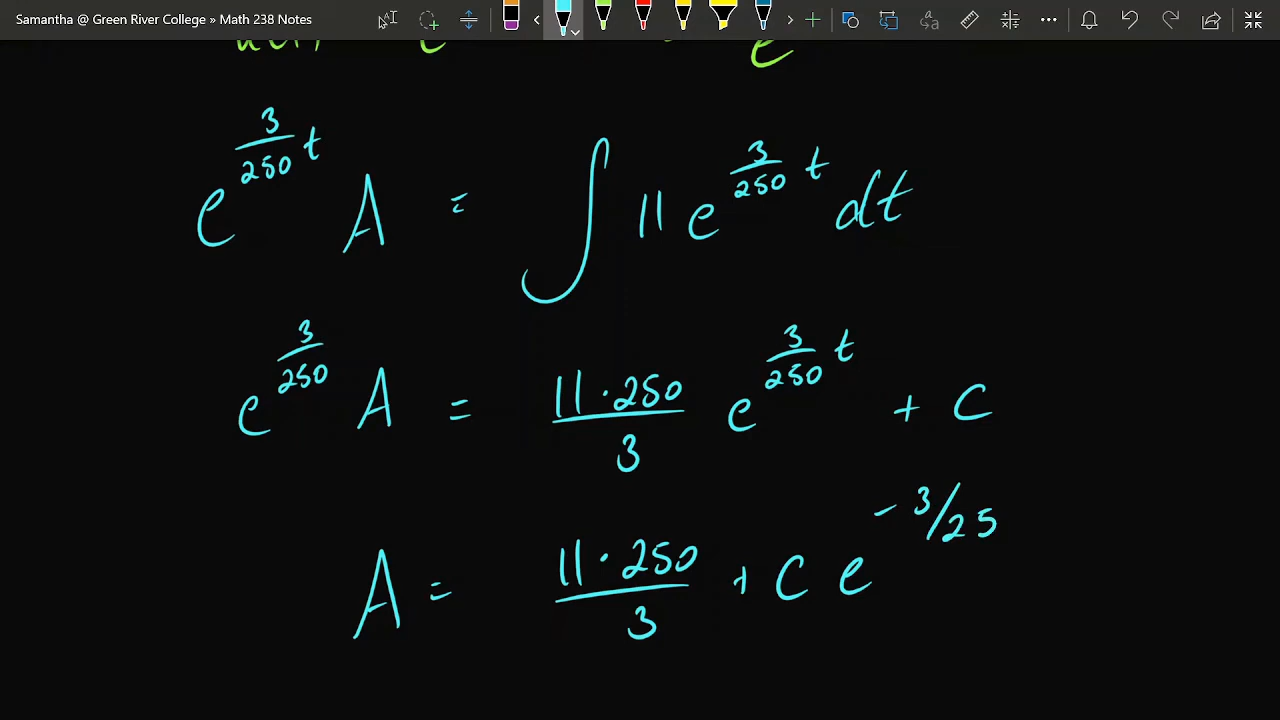 Samantha @ Green River College » Math 238 Notes
e^{3/250 t} A = ∫ 11 e^{3/250 t} dt
e^{3/250} A = 11·250/3 e^{3/250 t} + C
A = 11·250/3 + C e^{-3/25